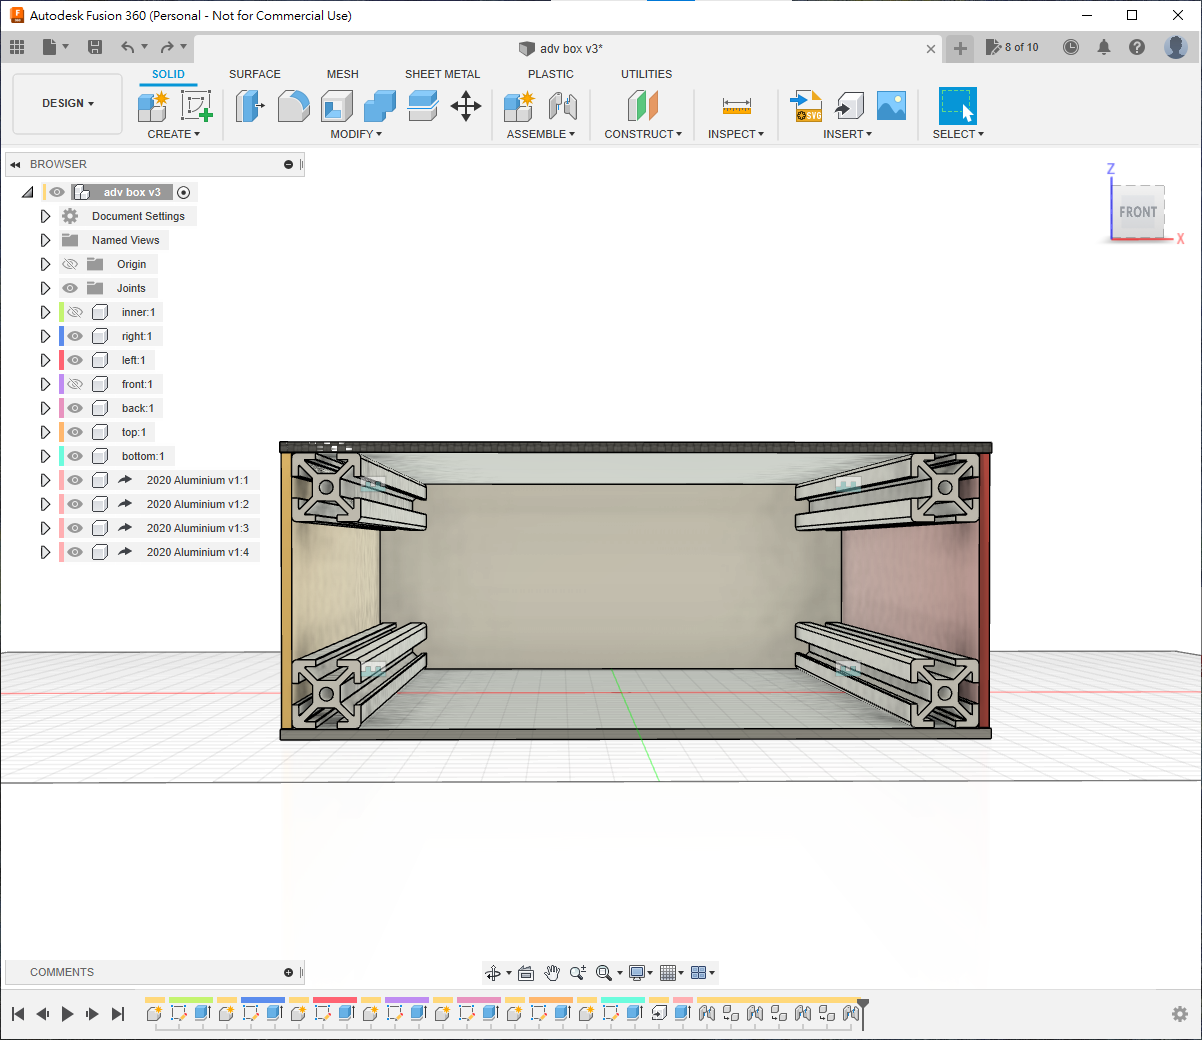 Autodesk Fusion 360 (Personal - Not for Commercial Use)
adv box v3*
8 of 10
DESIGN
SOLID
SURFACE
MESH
SHEET METAL
PLASTIC
UTILITIES
SVG
CREATE
MODIFY
ASSEMBLE
CONSTRUCT
INSPECT
INSERT
SELECT
BROWSER
adv box v3
Document Settings
Named Views
Origin
Joints
inner:1
right:1
left:1
front:1
back:1
top:1
bottom:1
2020 Aluminium v1:1
2020 Aluminium v1:2
2020 Aluminium v1:3
2020 Aluminium v1:4
Z
FRONT
X
COMMENTS